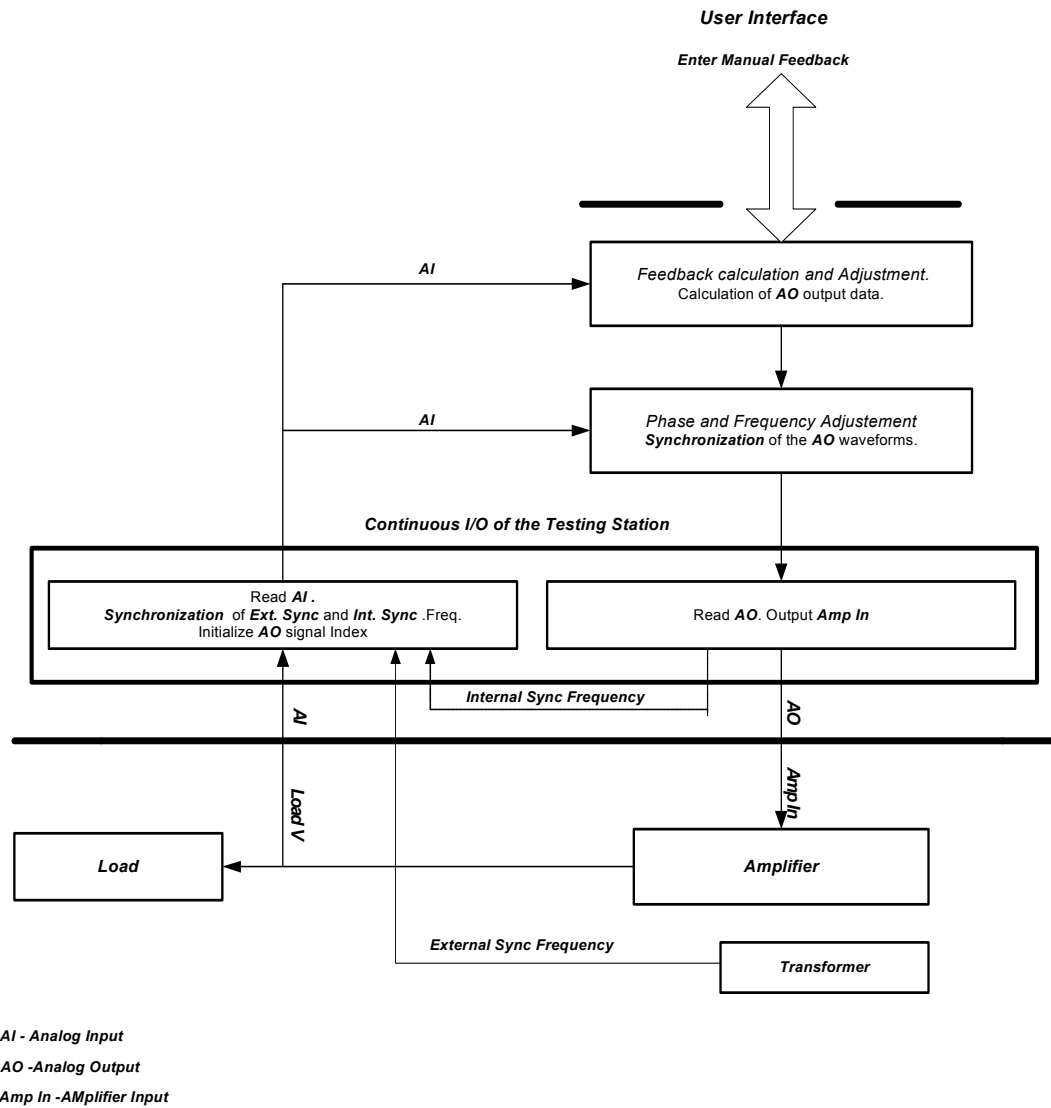 User Interface
Enter Manual Feedback
AI
Feedback calculation and Adjustment.
Calculation of AO output data.
AI
Phase and Frequency Adjustement
Synchronization of the AO waveforms.
Continuous I/O of the Testing Station
Read AI .
Synchronization of Ext. Sync and Int. Sync .Freq.
Initialize AO signal Index
Read AO. Output Amp In
Internal Sync Frequency
AI
AO
Load V
Amp In
Load
Amplifier
External Sync Frequency
Transformer
AI - Analog Input
AO -Analog Output
Amp In -AMplifier Input